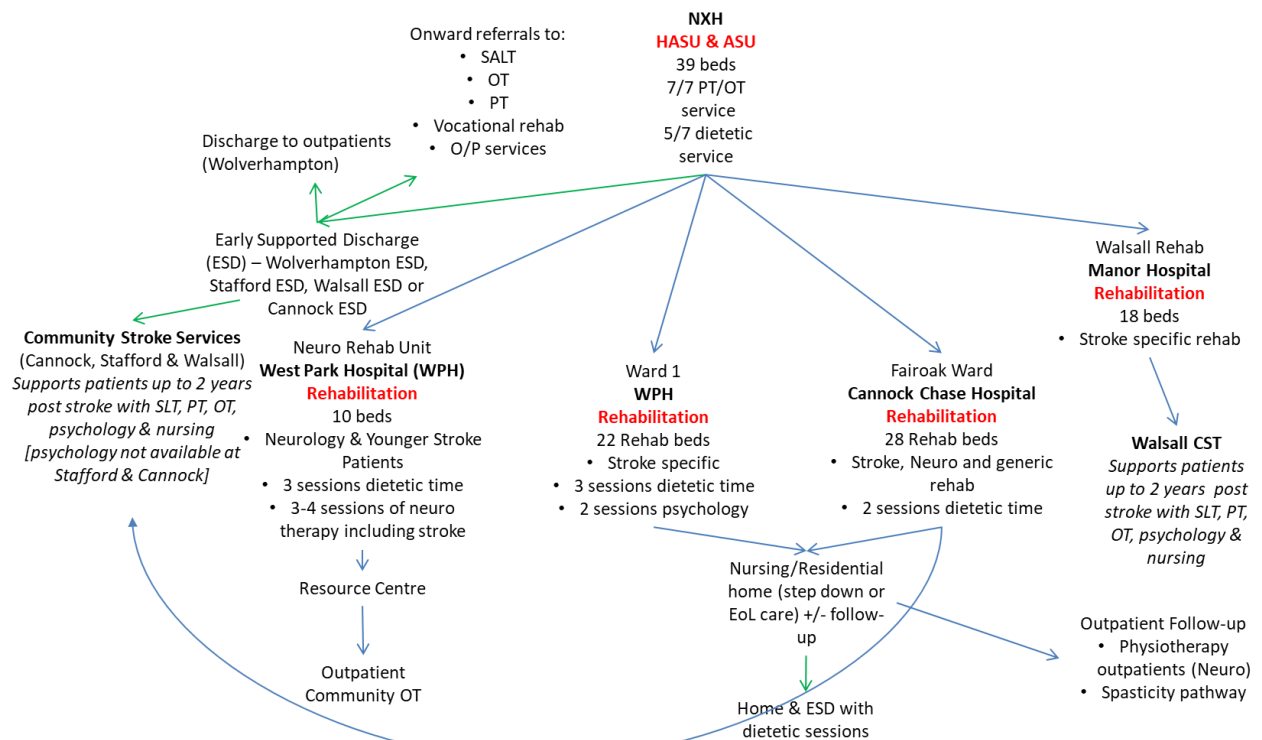 NXH
HASU & ASU
39 beds
7/7 PT/OT
service
5/7 dietetic
service
Onward referrals to:
• SALT
• OT
• PT
• Vocational rehab
• O/P services
Discharge to outpatients
(Wolverhampton)
Early Supported Discharge
(ESD) – Wolverhampton ESD,
Stafford ESD, Walsall ESD or
Cannock ESD
Community Stroke Services
(Cannock, Stafford & Walsall)
Supports patients up to 2 years
post stroke with SLT, PT, OT,
psychology & nursing
[psychology not available at
Stafford & Cannock]
Neuro Rehab Unit
West Park Hospital (WPH)
Rehabilitation
10 beds
• Neurology & Younger Stroke
Patients
• 3 sessions dietetic time
• 3-4 sessions of neuro
therapy including stroke
Resource Centre
Outpatient
Community OT
Ward 1
WPH
Rehabilitation
22 Rehab beds
• Stroke specific
• 3 sessions dietetic time
• 2 sessions psychology
Fairoak Ward
Cannock Chase Hospital
Rehabilitation
28 Rehab beds
• Stroke, Neuro and generic
rehab
• 2 sessions dietetic time
Nursing/Residential
home (step down or
EoL care) +/- follow-
up
Home & ESD with
dietetic sessions
Walsall Rehab
Manor Hospital
Rehabilitation
18 beds
• Stroke specific rehab
Walsall CST
Supports patients
up to 2 years post
stroke with SLT, PT,
OT, psychology &
nursing
Outpatient Follow-up
• Physiotherapy
outpatients (Neuro)
• Spasticity pathway